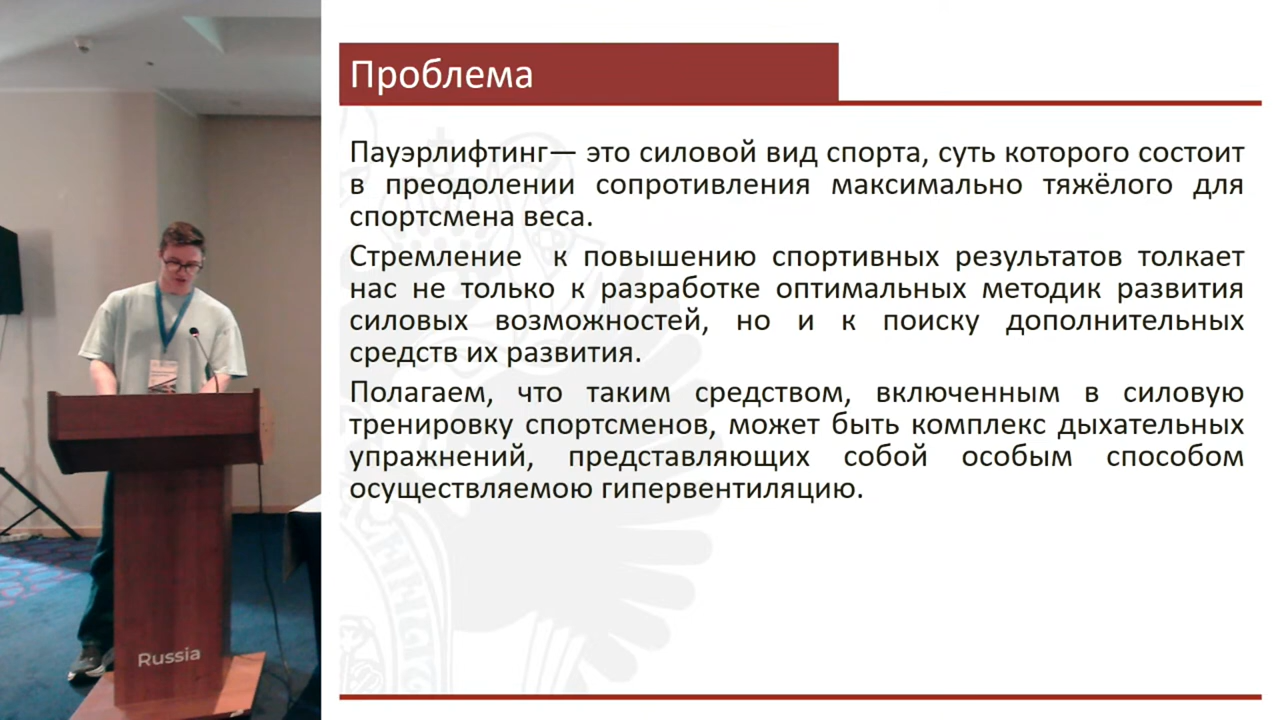 Проблема
Пауэрлифтинг— это силовой вид спорта, суть которого состоит
в преодолении сопротивления максимально тяжёлого для
спортсмена веса.
Стремление к повышению спортивных результатов толкает
нас не только к разработке оптимальных методик развития
силовых возможностей, но и к поиску дополнительных
средств их развития.
Полагаем, что таким средством, включенным в силовую
тренировку спортсменов, может быть комплекс дыхательных
упражнений, представляющих собой особым способом
осуществляемою гипервентиляцию.
Russia